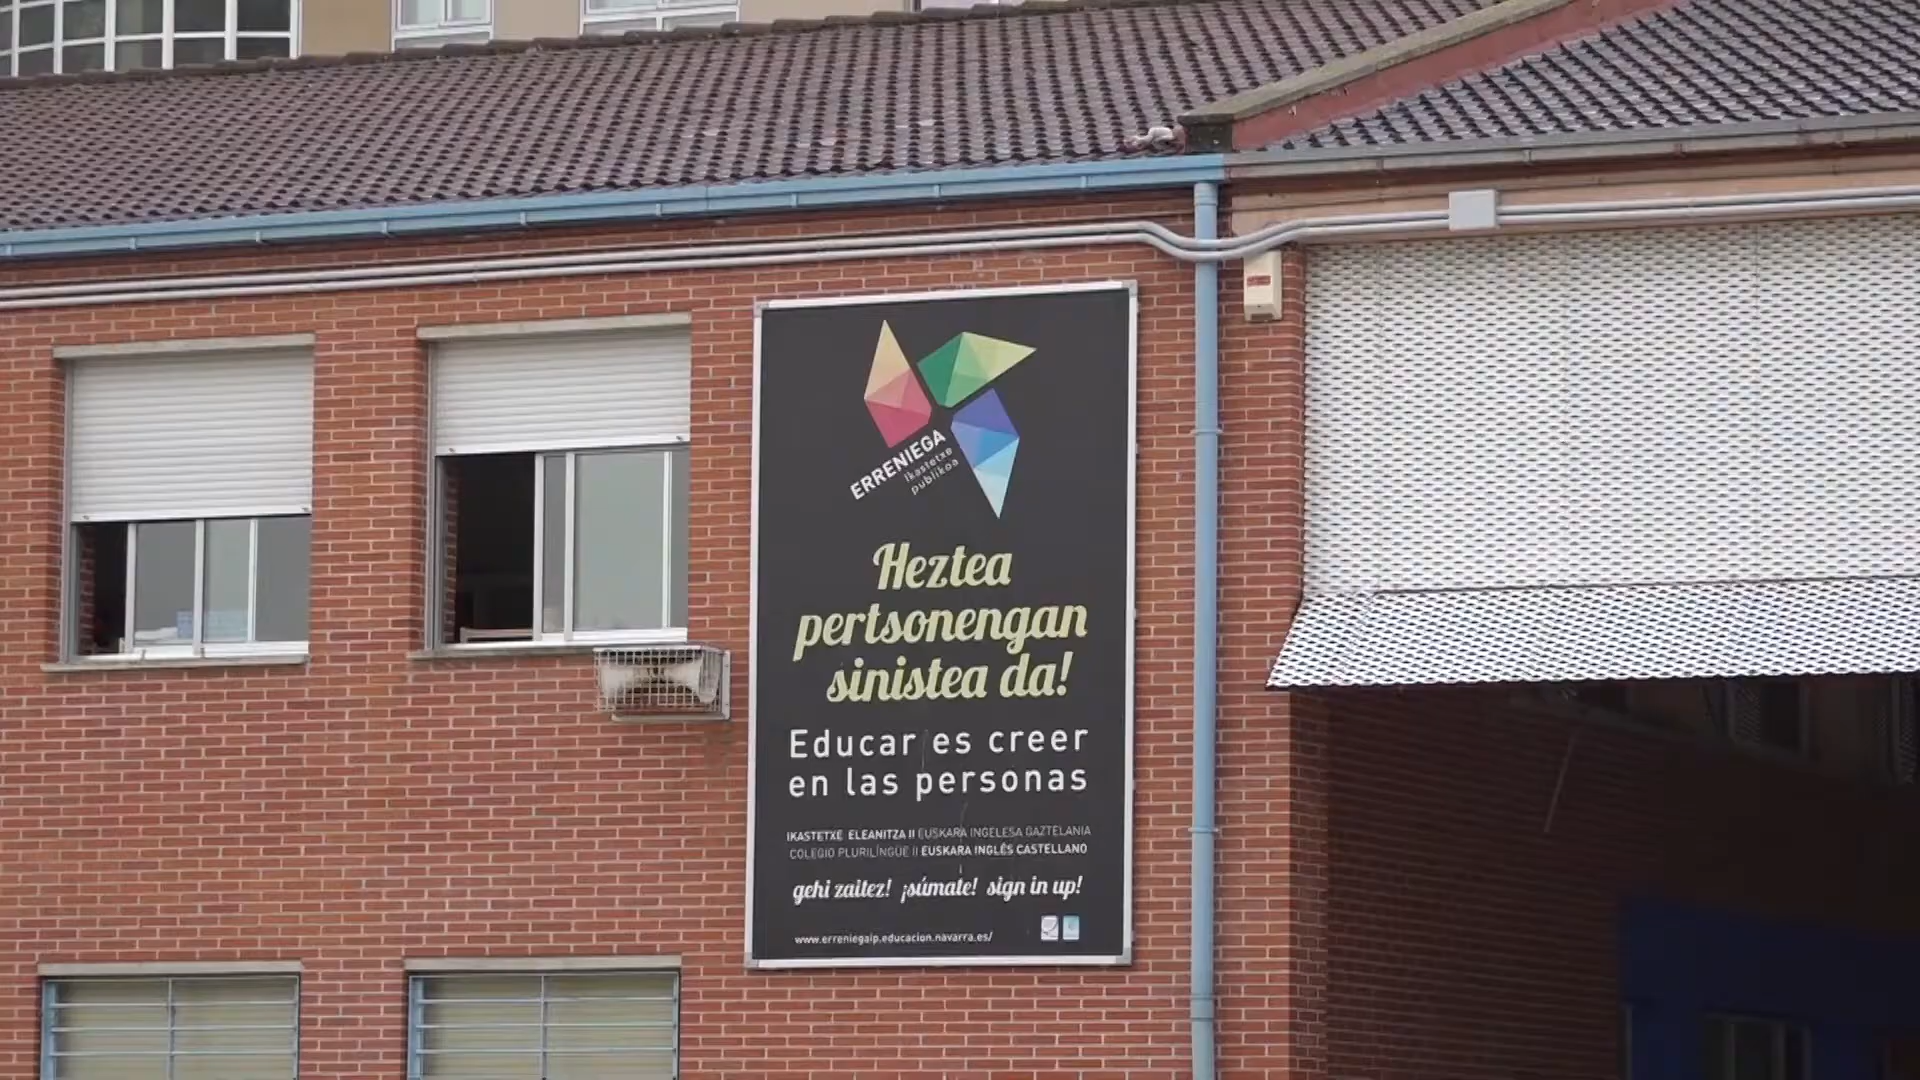 ERRENIEGA
Ikastetxe
publikoa
Heztea
pertsonengan
sinistea da!
Educar es creer
en las personas
IKASTETXE ELEANITZA II EUSKARA INGELESA GAZTELANIA
COLEGIO PLURILÍNGÜE II EUSKARA INGLÉS CASTELLANO
gehi zaitez! ¡súmate! sign in up!
www.erreniegaip.educacion.navarra.es/